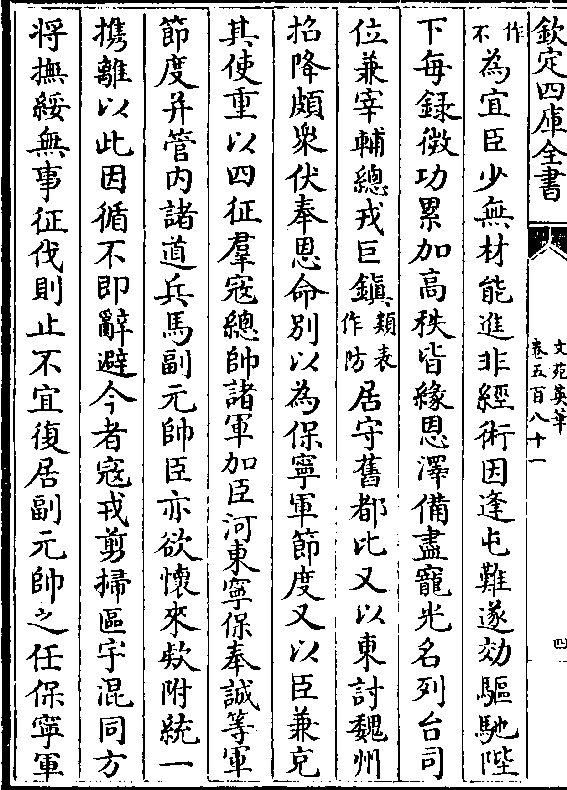 欽定四庫全書
文苑英華
卷五百八十一
四
作
不為宜臣少無材能進非經術因逢屯難遂効驅馳陛
下每録微功累加高秩皆緣恩澤備盡寵光名列台司
位兼宰輔總戎巨鎮類表作防居守舊都比又以東討魏州
招降頗衆伏奉恩命别以為保寧軍節度又以臣兼充
其使重以四征羣寇總帥諸軍加臣河東寧保奉誠等軍
節度并管内諸道兵馬副元帥臣亦欲懷來欵附統一
携離以此因循不即辭避今者寇戎剪掃區宇混同方
将撫綏無事征伐則止不宜復居副元帥之任保寧軍